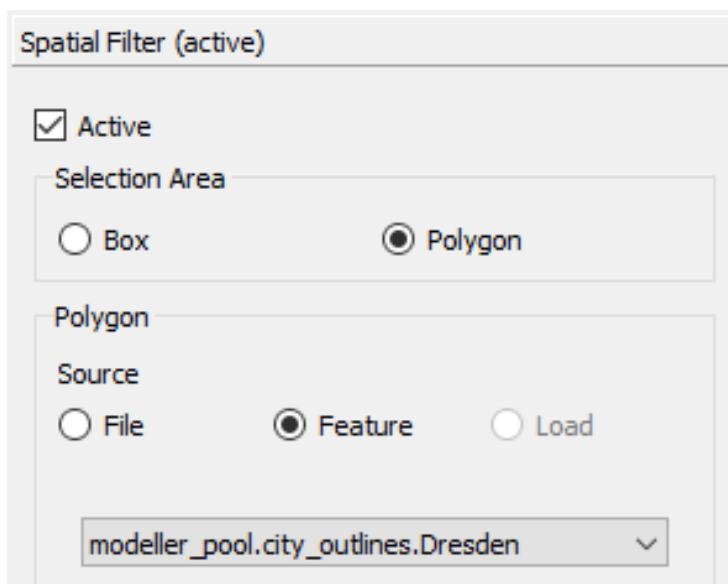 Spatial Filter (active)
Active
Selection Area
Box Polygon
Polygon
Source
File Feature Load
modeller_pool.city_outlines.Dresden